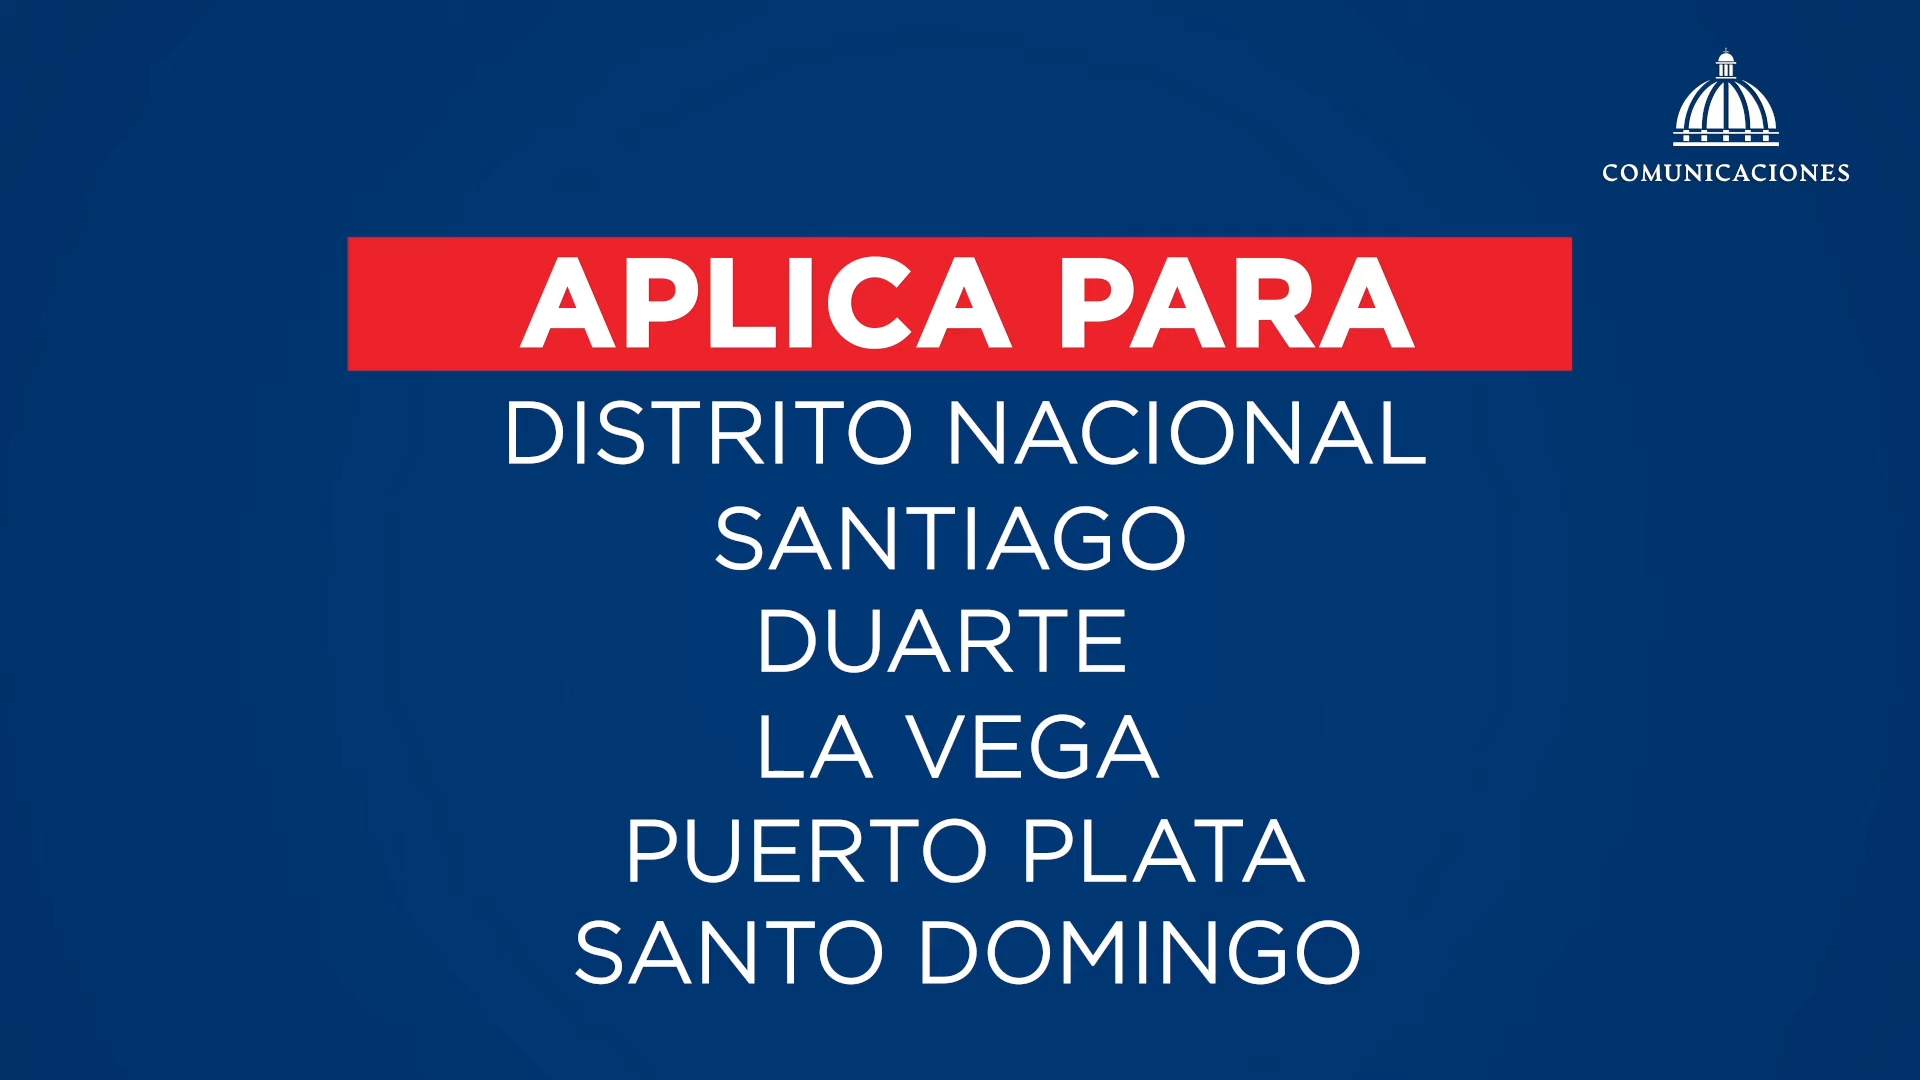 COMUNICACIONES
APLICA PARA
DISTRITO NACIONAL
SANTIAGO
DUARTE
LA VEGA
PUERTO PLATA
SANTO DOMINGO